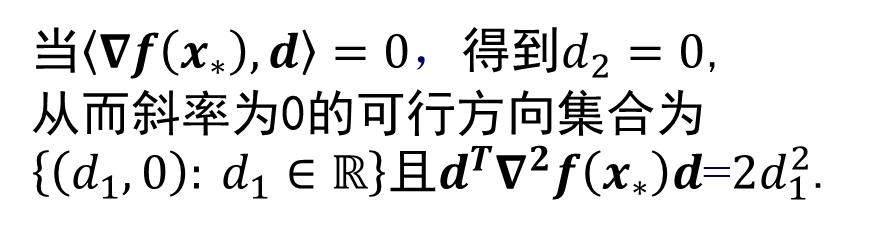 当⟨∇f(x∗), d⟩ = 0，得到d₂ = 0,
从而斜率为0的可行方向集合为
{(d₁, 0): d₁ ∈ ℝ}且dᵀ∇²f(x∗)d=2d₁².